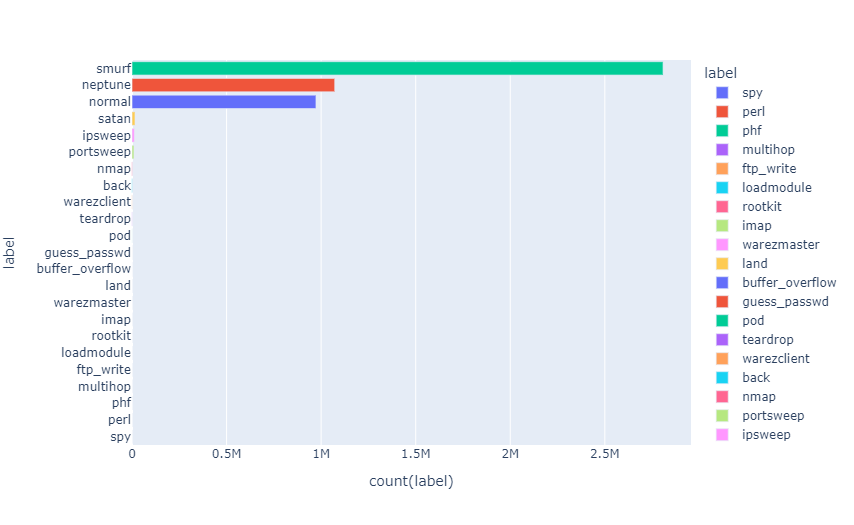 smurf
neptune
normal
satan
ipsweep
portsweep
nmap
back
warezclient
teardrop
pod
guess_passwd
buffer_overflow
land
warezmaster
imap
rootkit
loadmodule
ftp_write
multihop
phf
perl
spy
label
0
0.5M
1M
1.5M
2M
2.5M
count(label)
label
spy
perl
phf
multihop
ftp_write
loadmodule
rootkit
imap
warezmaster
land
buffer_overflow
guess_passwd
pod
teardrop
warezclient
back
nmap
portsweep
ipsweep